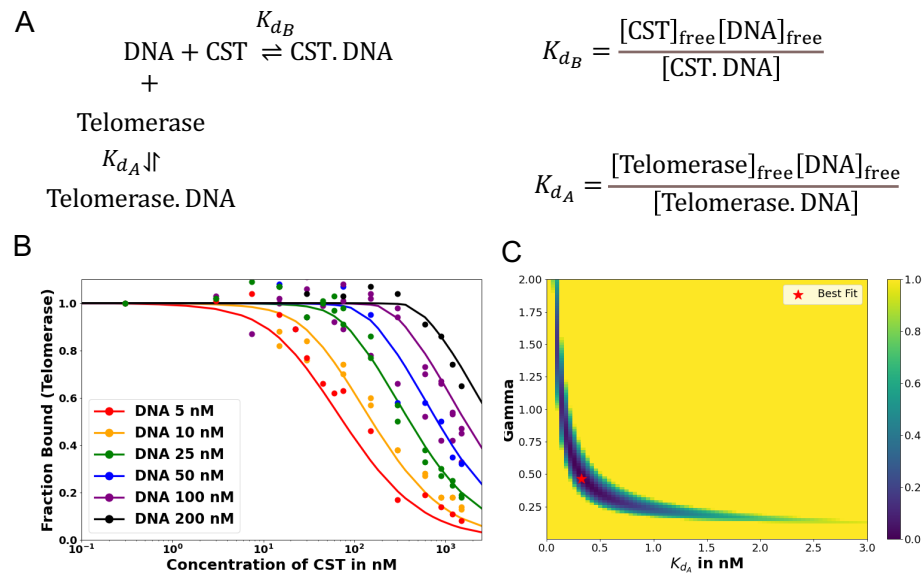 A
K_{d_B}
DNA + CST ⇌ CST. DNA
+
Telomerase
K_{d_A} ⇌
Telomerase. DNA
K_{d_B} = [CST]_{free}[DNA]_{free} / [CST. DNA]
K_{d_A} = [Telomerase]_{free}[DNA]_{free} / [Telomerase. DNA]
B
Fraction Bound (Telomerase)
1.0
0.8
0.6
0.4
0.2
0.0
DNA 5 nM
DNA 10 nM
DNA 25 nM
DNA 50 nM
DNA 100 nM
DNA 200 nM
10^{-1} 10^{0} 10^{1} 10^{2} 10^{3}
Concentration of CST in nM
C
Gamma
2.00
1.75
1.50
1.25
1.00
0.75
0.50
0.25
Best Fit
0.0 0.5 1.0 1.5 2.0 2.5 3.0
K_{d_A} in nM
1.0
0.8
0.6
0.4
0.2
0.0